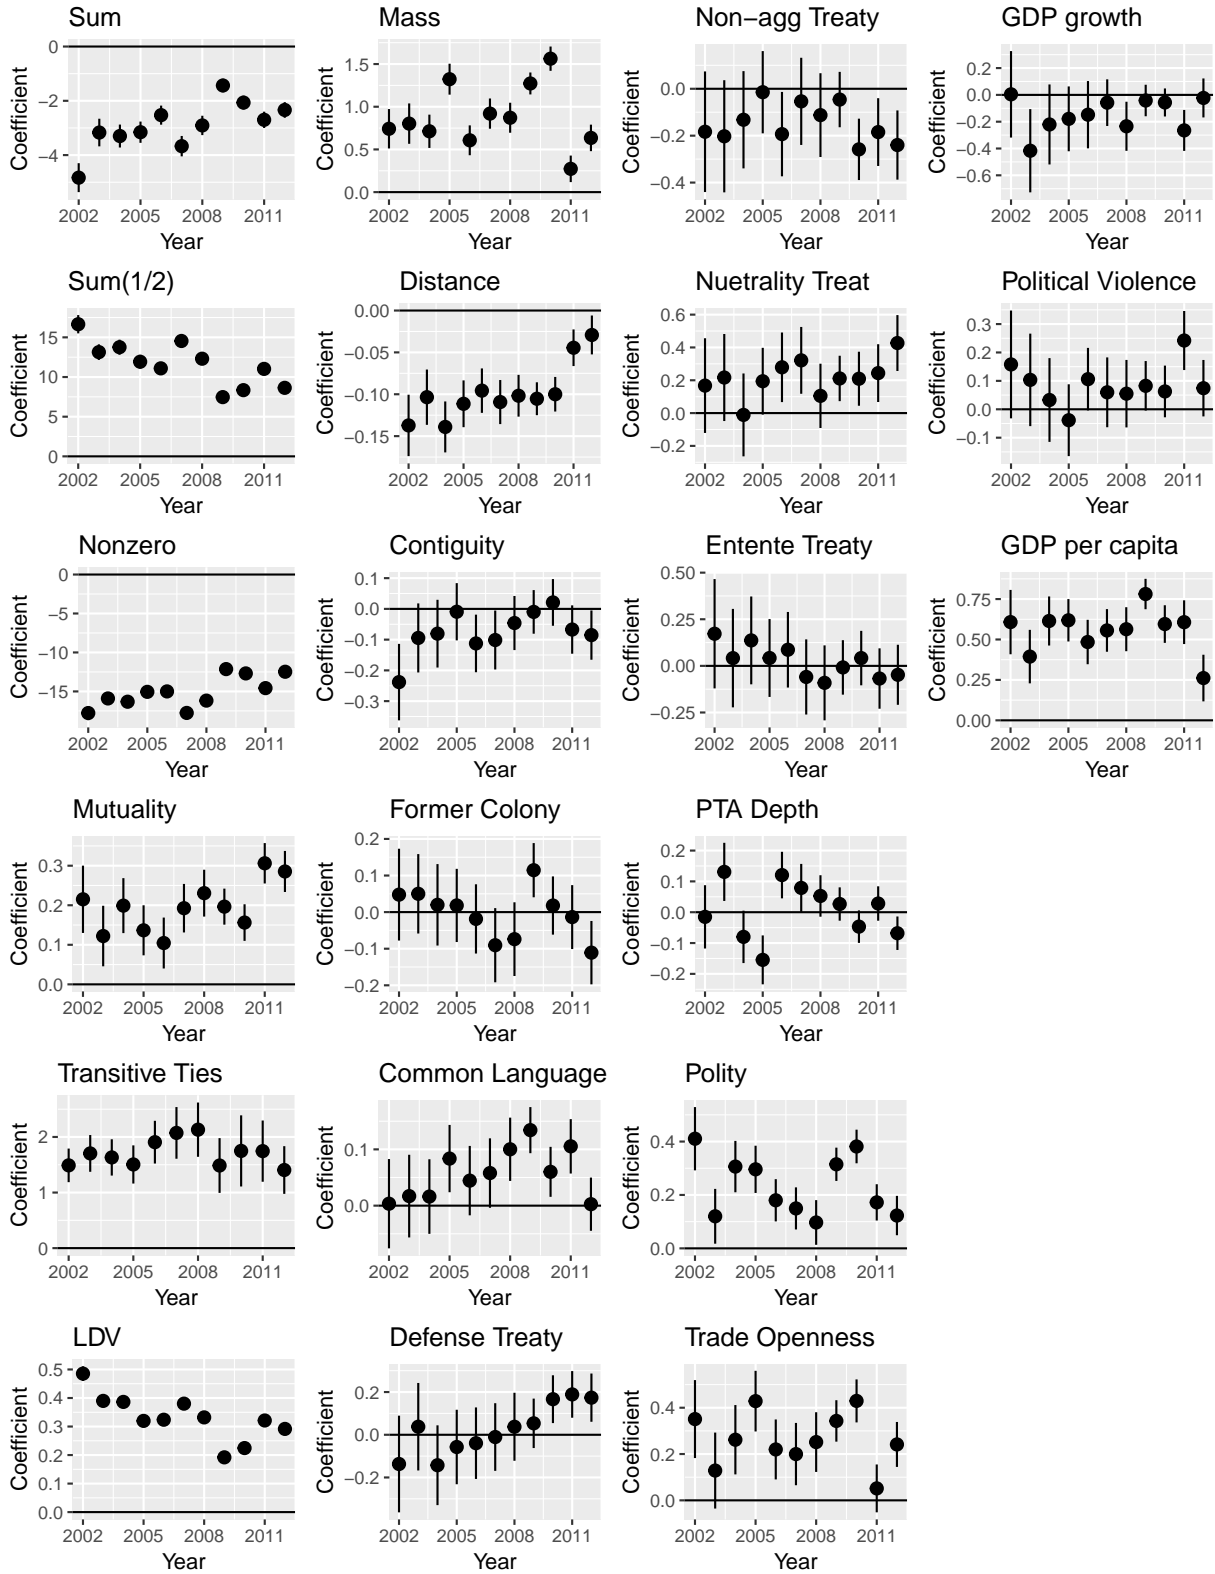 Sum
Mass
Non−agg Treaty
GDP growth
0
−2
−4
Coefficient
2002 2005 2008 2011
Year
1.5
1.0
0.5
0.0
Coefficient
2002 2005 2008 2011
Year
0.0
−0.2
−0.4
Coefficient
2002 2005 2008 2011
Year
0.2
0.0
−0.2
−0.4
−0.6
Coefficient
2002 2005 2008 2011
Year
Sum(1/2)
Distance
Nuetrality Treat
Political Violence
15
10
5
0
Coefficient
2002 2005 2008 2011
Year
0.00
−0.05
−0.10
−0.15
Coefficient
2002 2005 2008 2011
Year
0.6
0.4
0.2
0.0
−0.2
Coefficient
2002 2005 2008 2011
Year
0.3
0.2
0.1
0.0
−0.1
Coefficient
2002 2005 2008 2011
Year
Nonzero
Contiguity
Entente Treaty
GDP per capita
0
−5
−10
−15
Coefficient
2002 2005 2008 2011
Year
0.1
0.0
−0.1
−0.2
−0.3
Coefficient
2002 2005 2008 2011
Year
0.50
0.25
0.00
−0.25
Coefficient
2002 2005 2008 2011
Year
0.75
0.50
0.25
0.00
Coefficient
2002 2005 2008 2011
Year
Mutuality
Former Colony
PTA Depth
0.3
0.2
0.1
0.0
Coefficient
2002 2005 2008 2011
Year
0.2
0.1
0.0
−0.1
−0.2
Coefficient
2002 2005 2008 2011
Year
0.2
0.1
0.0
−0.1
−0.2
Coefficient
2002 2005 2008 2011
Year
Transitive Ties
Common Language
Polity
2
1
0
Coefficient
2002 2005 2008 2011
Year
0.1
0.0
Coefficient
2002 2005 2008 2011
Year
0.4
0.2
0.0
Coefficient
2002 2005 2008 2011
Year
LDV
Defense Treaty
Trade Openness
0.5
0.4
0.3
0.2
0.1
0.0
Coefficient
2002 2005 2008 2011
Year
0.2
0.0
−0.2
Coefficient
2002 2005 2008 2011
Year
0.4
0.2
0.0
Coefficient
2002 2005 2008 2011
Year